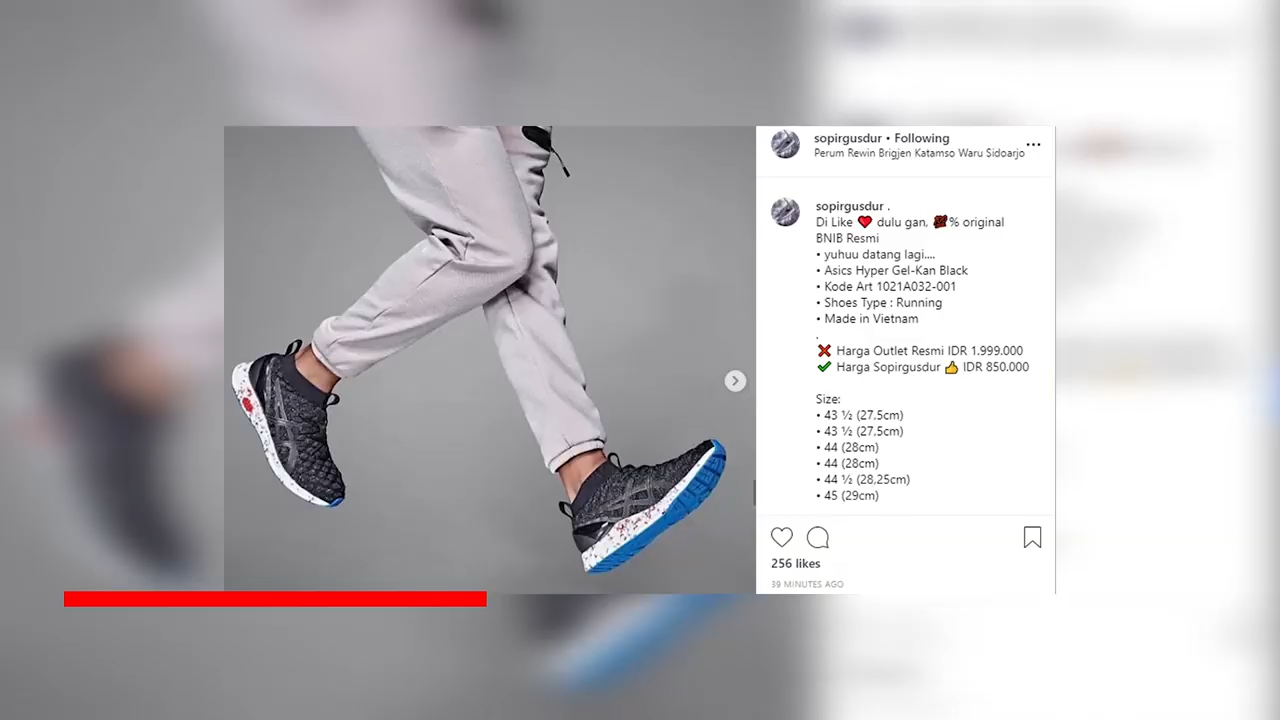 sopirgusdur • Following
Perum Rewin Brigjen Katamso Waru Sidoarjo
sopirgusdur .
Di Like ❤️ dulu gan, 💯% original
BNIB Resmi
• yuhuu datang lagi....
• Asics Hyper Gel-Kan Black
• Kode Art 1021A032-001
• Shoes Type : Running
• Made in Vietnam
.
❌ Harga Outlet Resmi IDR 1.999.000
✔ Harga Sopirgusdur 👍 IDR 850.000
Size:
• 43 ½ (27.5cm)
• 43 ½ (27,5cm)
• 44 (28cm)
• 44 (28cm)
• 44 ½ (28,25cm)
• 45 (29cm)
256 likes
39 MINUTES AGO